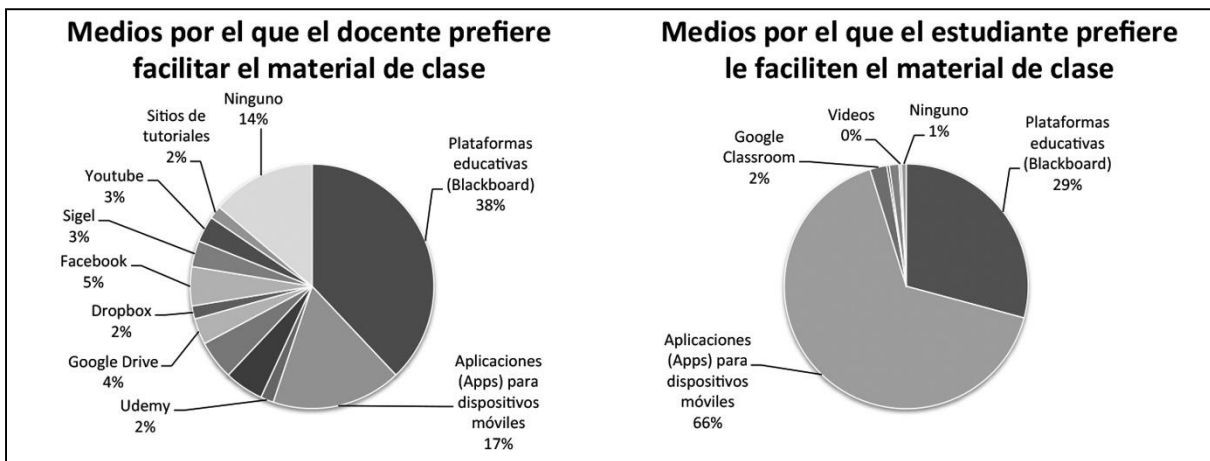 Medios por el que el docente prefiere
facilitar el material de clase
Ninguno
14%
Sitios de
tutoriales
2%
Youtube
3%
Sigel
3%
Facebook
5%
Dropbox
2%
Google Drive
4%
Udemy
2%
Aplicaciones
(Apps) para
dispositivos
móviles
17%
Plataformas
educativas
(Blackboard)
38%
Medios por el que el estudiante prefiere
le faciliten el material de clase
Videos
0%
Ninguno
1%
Google
Classroom
2%
Plataformas
educativas
(Blackboard)
29%
Aplicaciones
(Apps) para
dispositivos
móviles
66%